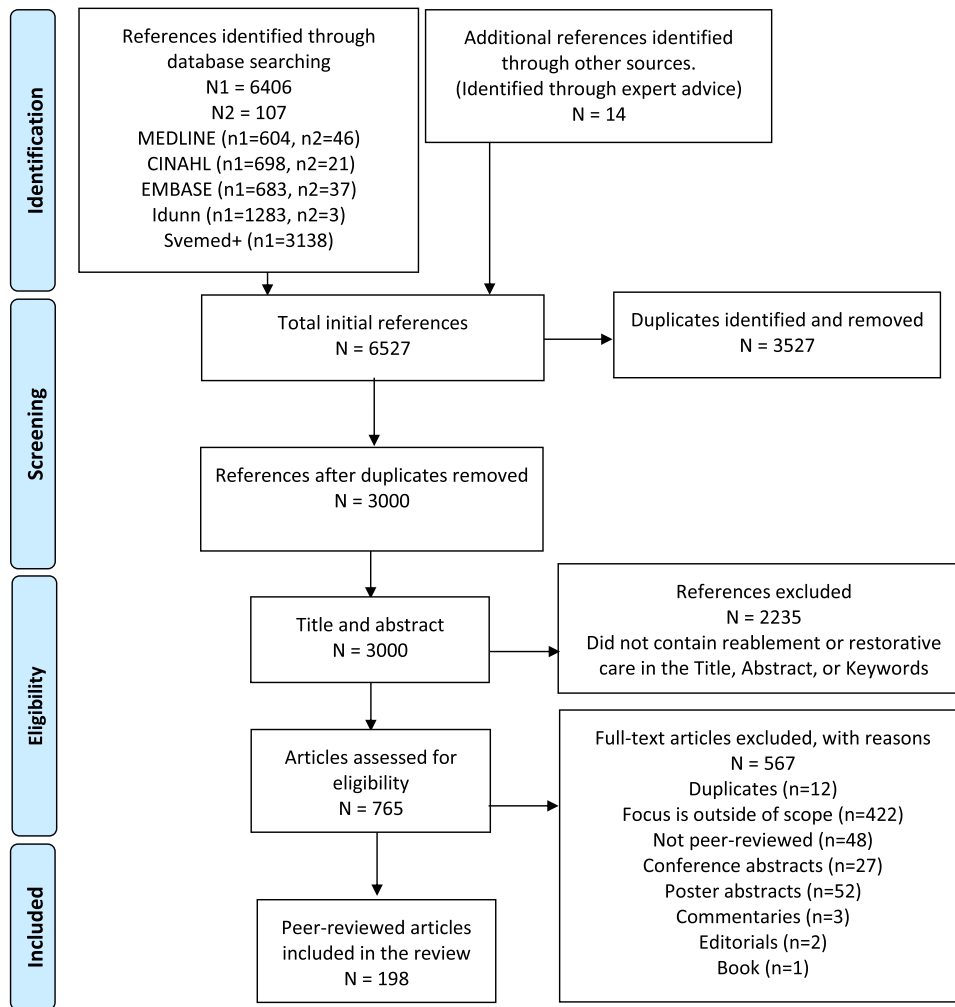 Identification
References identified through
database searching
N1 = 6406
N2 = 107
MEDLINE (n1=604, n2=46)
CINAHL (n1=698, n2=21)
EMBASE (n1=683, n2=37)
Idunn (n1=1283, n2=3)
Svemed+ (n1=3138)
Additional references identified
through other sources.
(Identified through expert advice)
N = 14
Screening
Total initial references
N = 6527
Duplicates identified and removed
N = 3527
References after duplicates removed
N = 3000
Eligibility
Title and abstract
N = 3000
References excluded
N = 2235
Did not contain reablement or restorative
care in the Title, Abstract, or Keywords
Articles assessed for
eligibility
N = 765
Full-text articles excluded, with reasons
N = 567
Duplicates (n=12)
Focus is outside of scope (n=422)
Not peer-reviewed (n=48)
Conference abstracts (n=27)
Poster abstracts (n=52)
Commentaries (n=3)
Editorials (n=2)
Book (n=1)
Included
Peer-reviewed articles
included in the review
N = 198